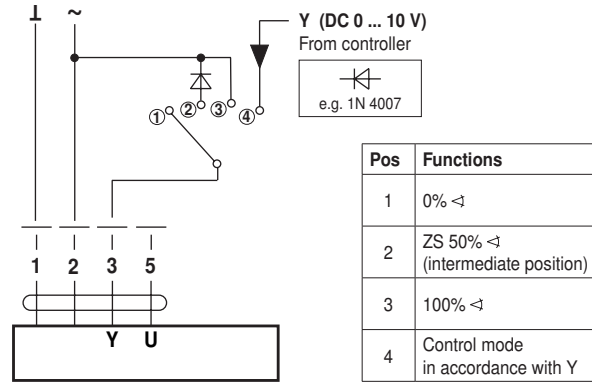 ⊥ ~
Y (DC 0 ... 10 V)
From controller
e.g. 1N 4007
① ② ③ ④
Pos Functions
1 0% ∢
2 ZS 50% ∢
(intermediate position)
3 100% ∢
4 Control mode
in accordance with Y
1 2 3 5
Y U